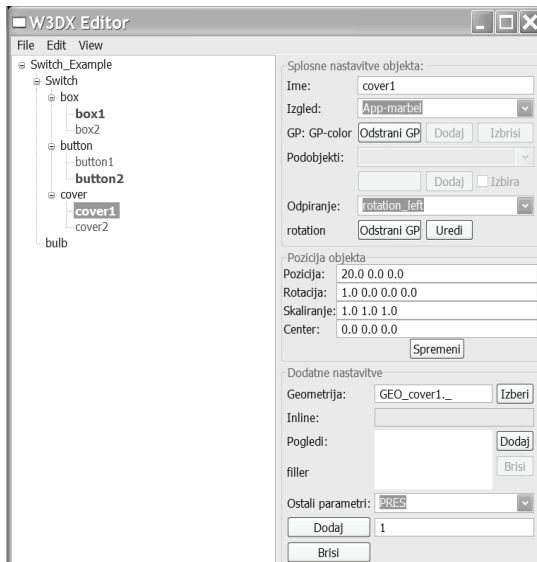 W3DX Editor
File Edit View
Switch_Example
Switch
box
box1
box2
button
button1
button2
cover
cover1
cover2
bulb
Splosne nastavitve objekta:
Ime: cover1
Izgled: App-marbel
GP: GP-color Odstrani GP Dodaj Izbrisi
Podobjekti:
Dodaj Izbira
Odpiranje: rotation_left
rotation Odstrani GP Uredi
Pozicija objekta
Pozicija: 20.0 0.0 0.0
Rotacija: 1.0 0.0 0.0 0.0
Skaliranje: 1.0 1.0 1.0
Center: 0.0 0.0 0.0
Spremeni
Dodatne nastavitve
Geometrija: GEO_cover1._ Izberi
Inline:
Pogledi: Dodaj
filler Brisi
Ostali parametri: PRES
Dodaj 1
Brisi